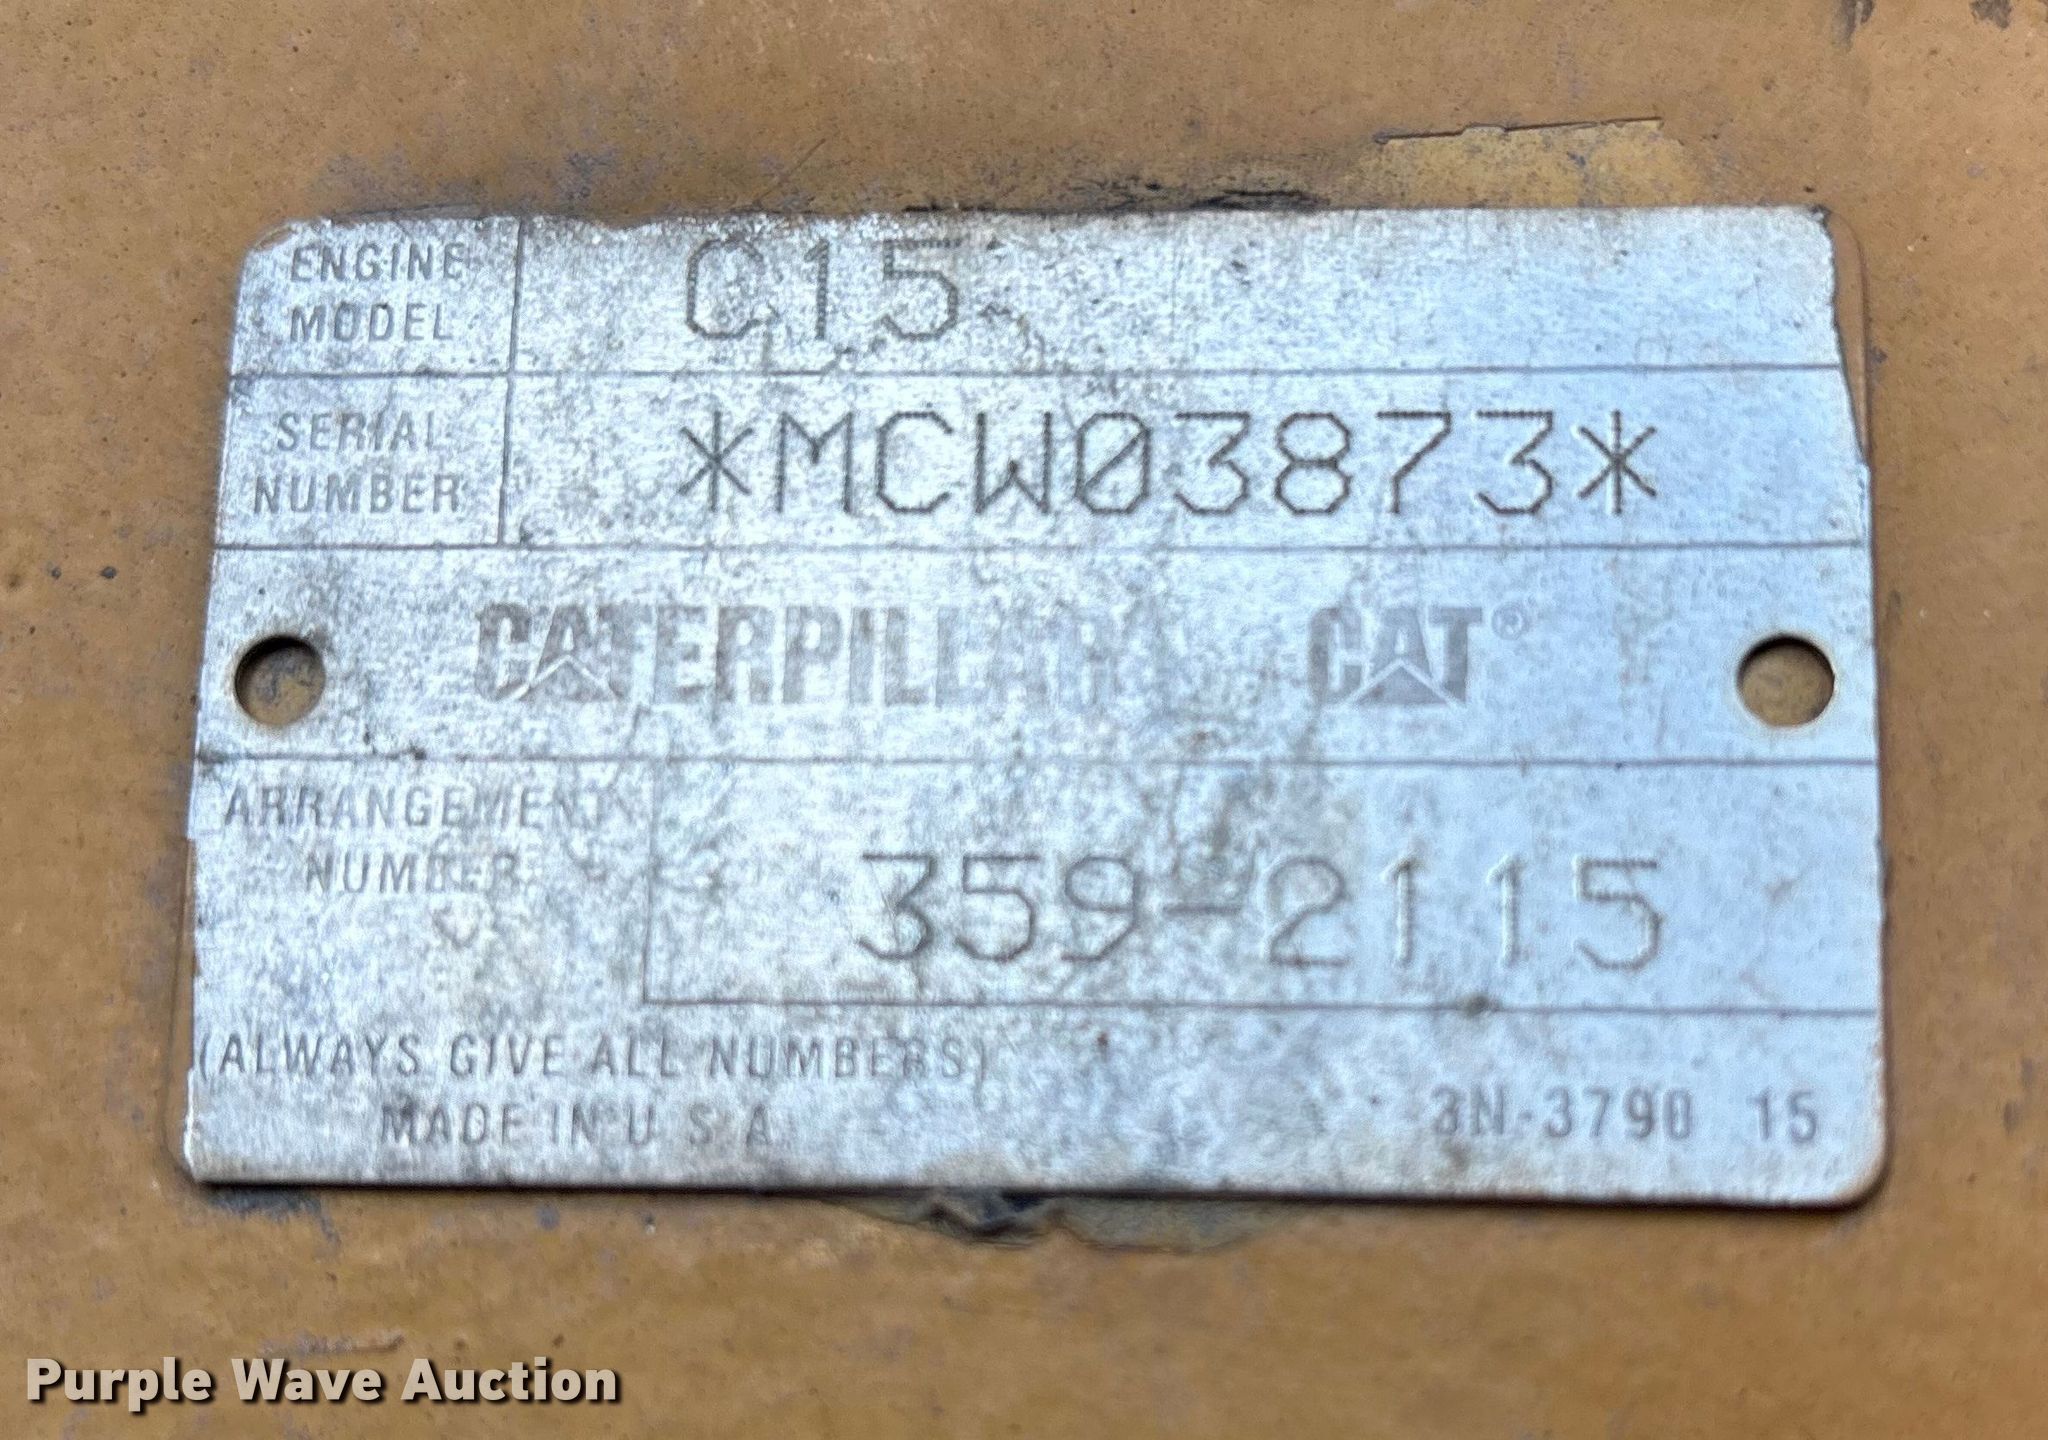 ENGINE MODEL C15
SERIAL NUMBER *MCW03873*
CATERPILLAR CAT®
ARRANGEMENT NUMBER 359-2115
(ALWAYS GIVE ALL NUMBERS)
MADE IN U S A 3N-3790 15
Purple Wave Auction